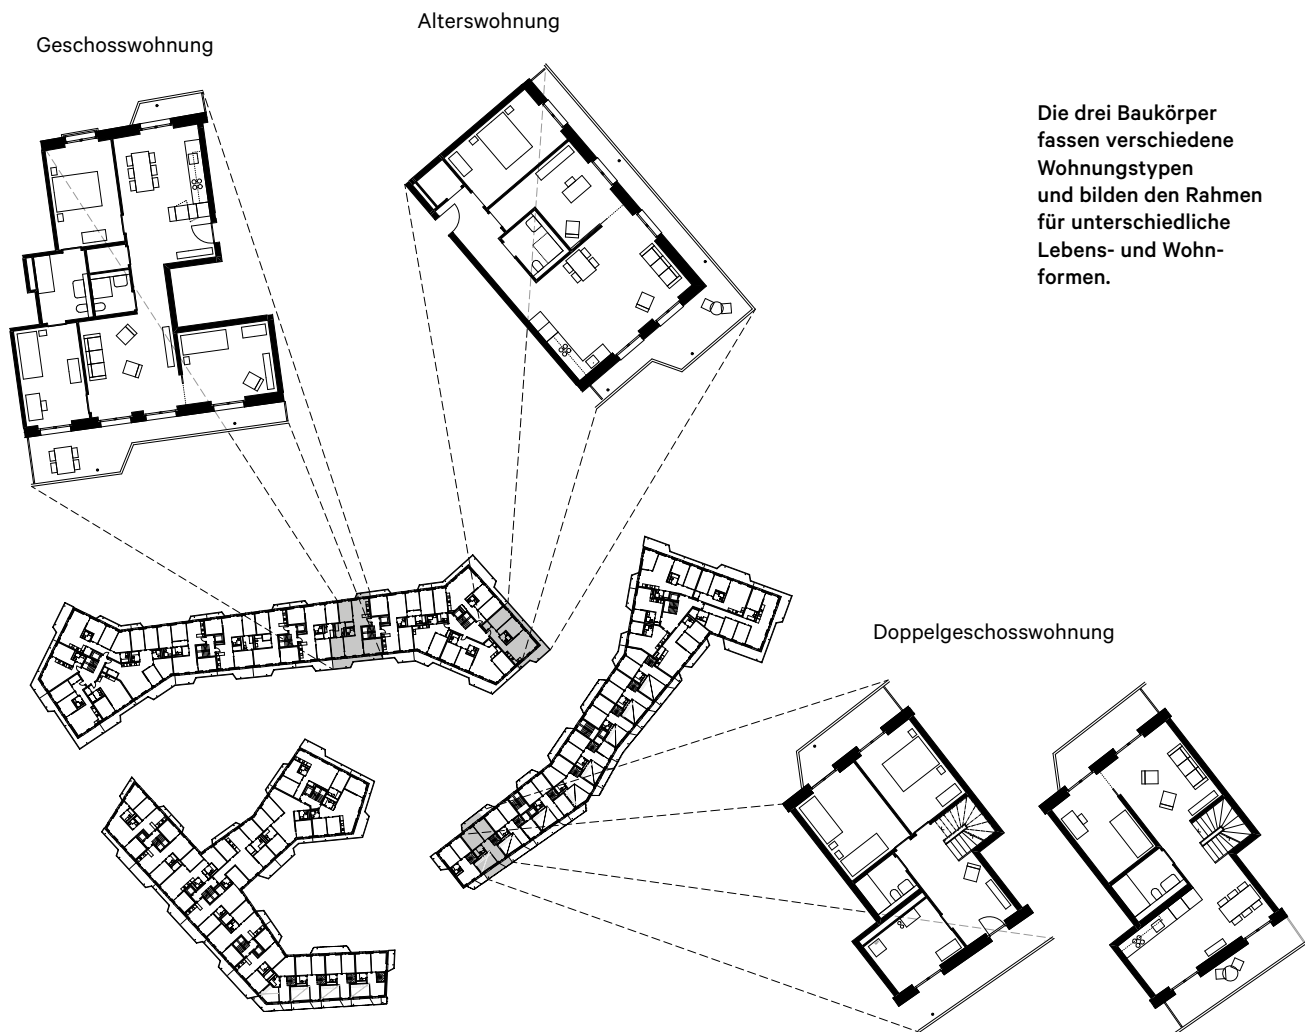 Alterswohnung
Geschosswohnung
Die drei Baukörper
fassen verschiedene
Wohnungstypen
und bilden den Rahmen
für unterschiedliche
Lebens- und Wohn-
formen.
Doppelgeschosswohnung